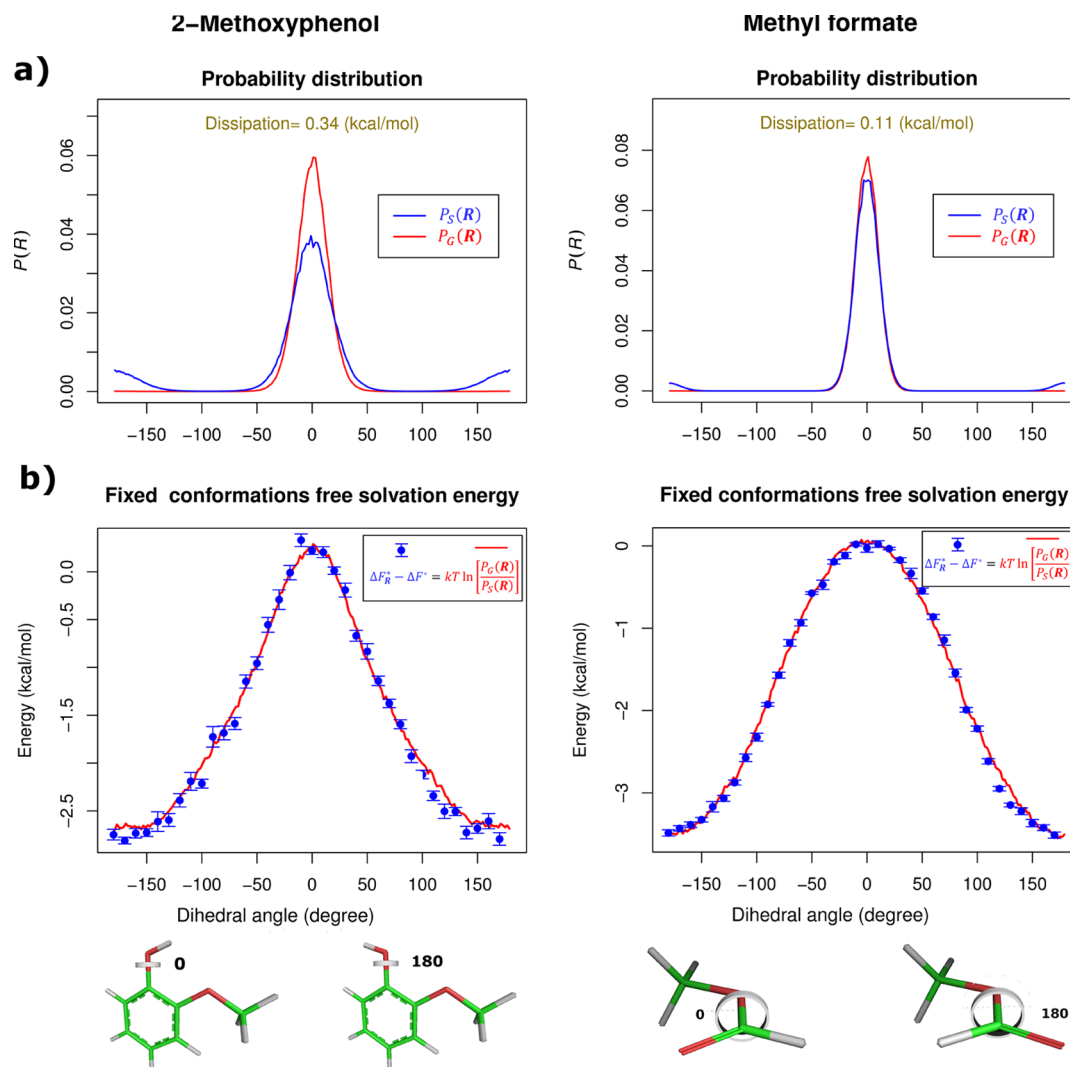 2−Methoxyphenol
Methyl formate
a)
Probability distribution
Dissipation= 0.34 (kcal/mol)
P_S(R)
P_G(R)
P(R)
0.00 0.02 0.04 0.06
−150 −100 −50 0 50 100 150
Probability distribution
Dissipation= 0.11 (kcal/mol)
P_S(R)
P_G(R)
P(R)
0.00 0.02 0.04 0.06 0.08
−150 −100 −50 0 50 100 150
b)
Fixed conformations free solvation energy
ΔF*_R − ΔF* = kT ln[P_G(R)/P_S(R)]
Energy (kcal/mol)
−2.5 −1.5 −0.5 0.0
−150 −100 −50 0 50 100 150
Dihedral angle (degree)
Fixed conformations free solvation energy
ΔF*_R − ΔF* = kT ln[P_G(R)/P_S(R)]
Energy (kcal/mol)
−3 −2 −1 0
−150 −100 −50 0 50 100 150
Dihedral angle (degree)
0
180
0
180